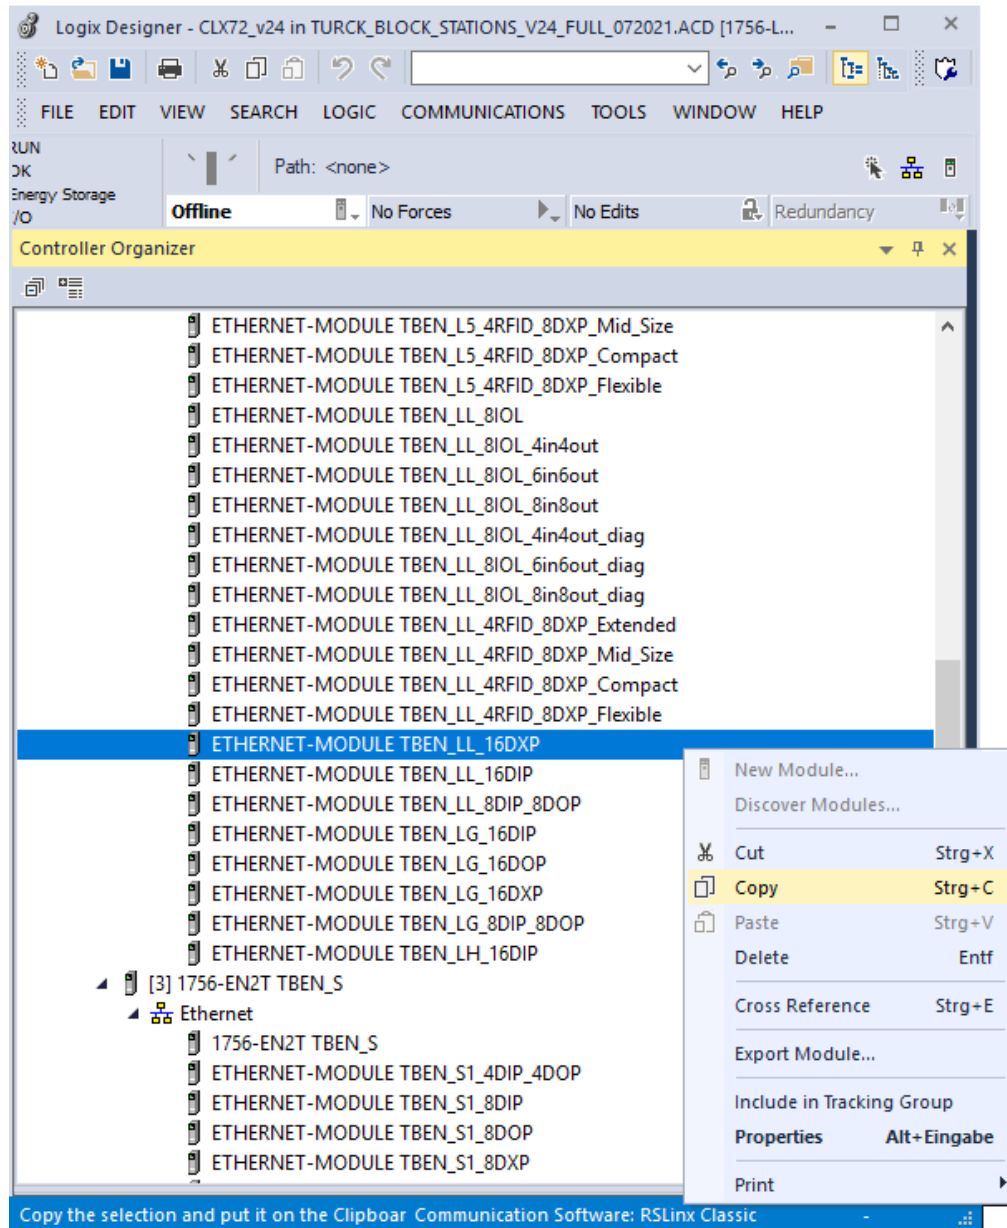 Logix Designer - CLX72_v24 in TURCK_BLOCK_STATIONS_V24_FULL_072021.ACD [1756-L...
FILE EDIT VIEW SEARCH LOGIC COMMUNICATIONS TOOLS WINDOW HELP
RUN
OK
Energy Storage
I/O
Path: <none>
Offline No Forces No Edits Redundancy
Controller Organizer
ETHERNET-MODULE TBEN_L5_4RFID_8DXP_Mid_Size
ETHERNET-MODULE TBEN_L5_4RFID_8DXP_Compact
ETHERNET-MODULE TBEN_L5_4RFID_8DXP_Flexible
ETHERNET-MODULE TBEN_LL_8IOL
ETHERNET-MODULE TBEN_LL_8IOL_4in4out
ETHERNET-MODULE TBEN_LL_8IOL_6in6out
ETHERNET-MODULE TBEN_LL_8IOL_8in8out
ETHERNET-MODULE TBEN_LL_8IOL_4in4out_diag
ETHERNET-MODULE TBEN_LL_8IOL_6in6out_diag
ETHERNET-MODULE TBEN_LL_8IOL_8in8out_diag
ETHERNET-MODULE TBEN_LL_4RFID_8DXP_Extended
ETHERNET-MODULE TBEN_LL_4RFID_8DXP_Mid_Size
ETHERNET-MODULE TBEN_LL_4RFID_8DXP_Compact
ETHERNET-MODULE TBEN_LL_4RFID_8DXP_Flexible
ETHERNET-MODULE TBEN_LL_16DXP
ETHERNET-MODULE TBEN_LL_16DIP
ETHERNET-MODULE TBEN_LL_8DIP_8DOP
ETHERNET-MODULE TBEN_LG_16DIP
ETHERNET-MODULE TBEN_LG_16DOP
ETHERNET-MODULE TBEN_LG_16DXP
ETHERNET-MODULE TBEN_LG_8DIP_8DOP
ETHERNET-MODULE TBEN_LH_16DIP
[3] 1756-EN2T TBEN_S
Ethernet
1756-EN2T TBEN_S
ETHERNET-MODULE TBEN_S1_4DIP_4DOP
ETHERNET-MODULE TBEN_S1_8DIP
ETHERNET-MODULE TBEN_S1_8DOP
ETHERNET-MODULE TBEN_S1_8DXP
New Module...
Discover Modules...
Cut Strg+X
Copy Strg+C
Paste Strg+V
Delete Entf
Cross Reference Strg+E
Export Module...
Include in Tracking Group
Properties Alt+Eingabe
Print
Copy the selection and put it on the Clipboar Communication Software: RSLinx Classic -